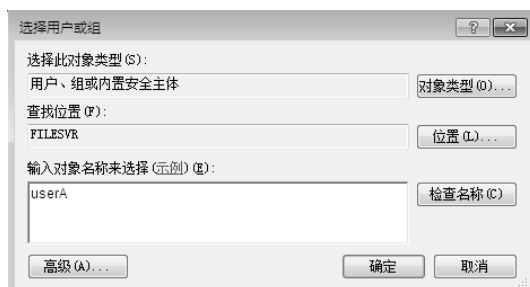 选择用户或组
选择此对象类型(S):
用户、组或内置安全主体
对象类型(O)...
查找位置(F):
FILESVR
位置(L)...
输入对象名称来选择(示例)(E):
userA
检查名称(C)
高级(A)...
确定
取消